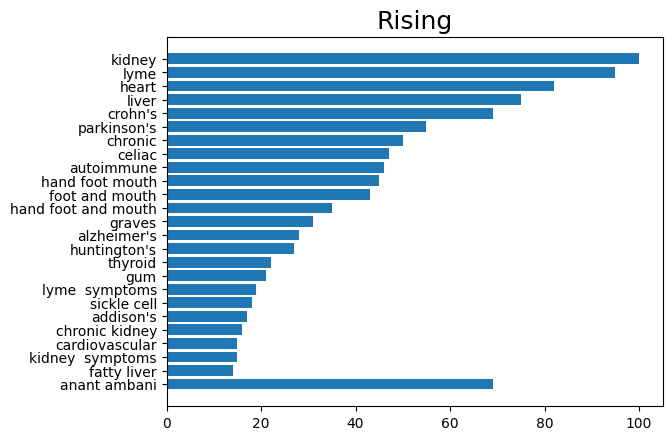 Rising
kidney
lyme
heart
liver
crohn's
parkinson's
chronic
celiac
autoimmune
hand foot mouth
foot and mouth
hand foot and mouth
graves
alzheimer's
huntington's
thyroid
gum
lyme  symptoms
sickle cell
addison's
chronic kidney
cardiovascular
kidney  symptoms
fatty liver
anant ambani
0 20 40 60 80 100